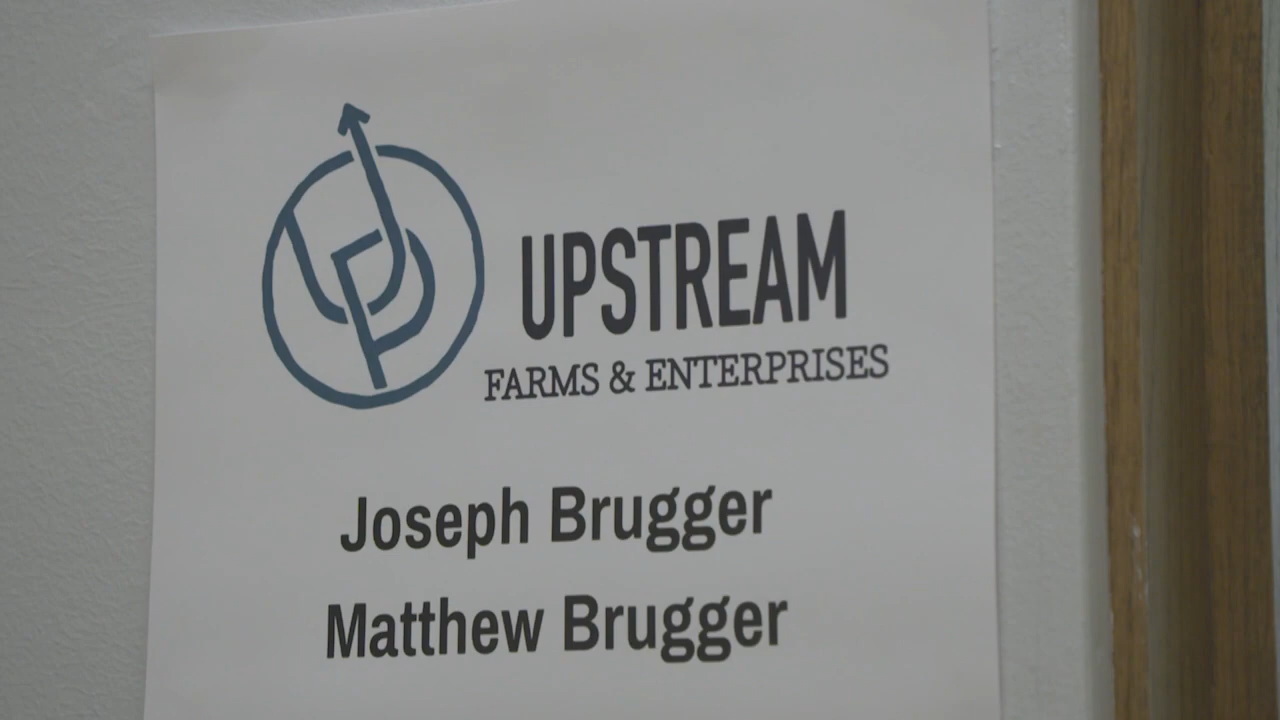 UPSTREAM
FARMS & ENTERPRISES
Joseph Brugger
Matthew Brugger